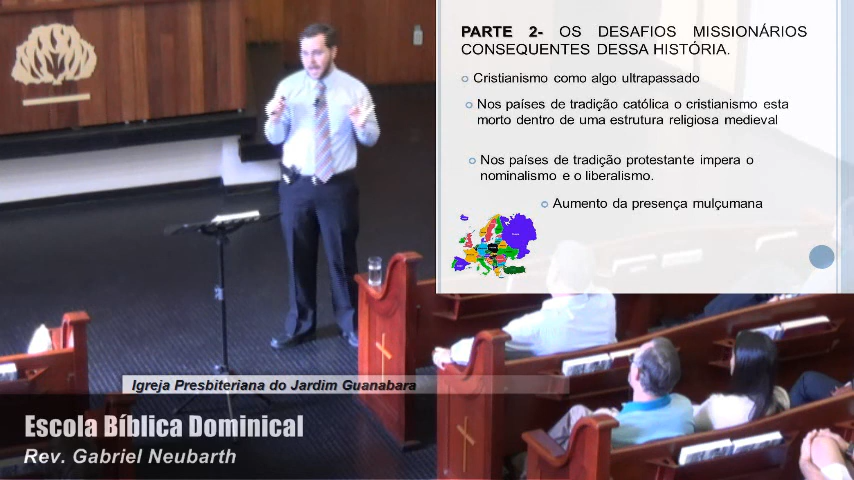 PARTE 2- OS DESAFIOS MISSIONÁRIOS
CONSEQUENTES DESSA HISTÓRIA.
Cristianismo como algo ultrapassado
Nos países de tradição católica o cristianismo esta
morto dentro de uma estrutura religiosa medieval
Nos países de tradição protestante impera o
nominalismo e o liberalismo.
Aumento da presença mulçumana
Igreja Presbiteriana do Jardim Guanabara
Escola Bíblica Dominical
Rev. Gabriel Neubarth